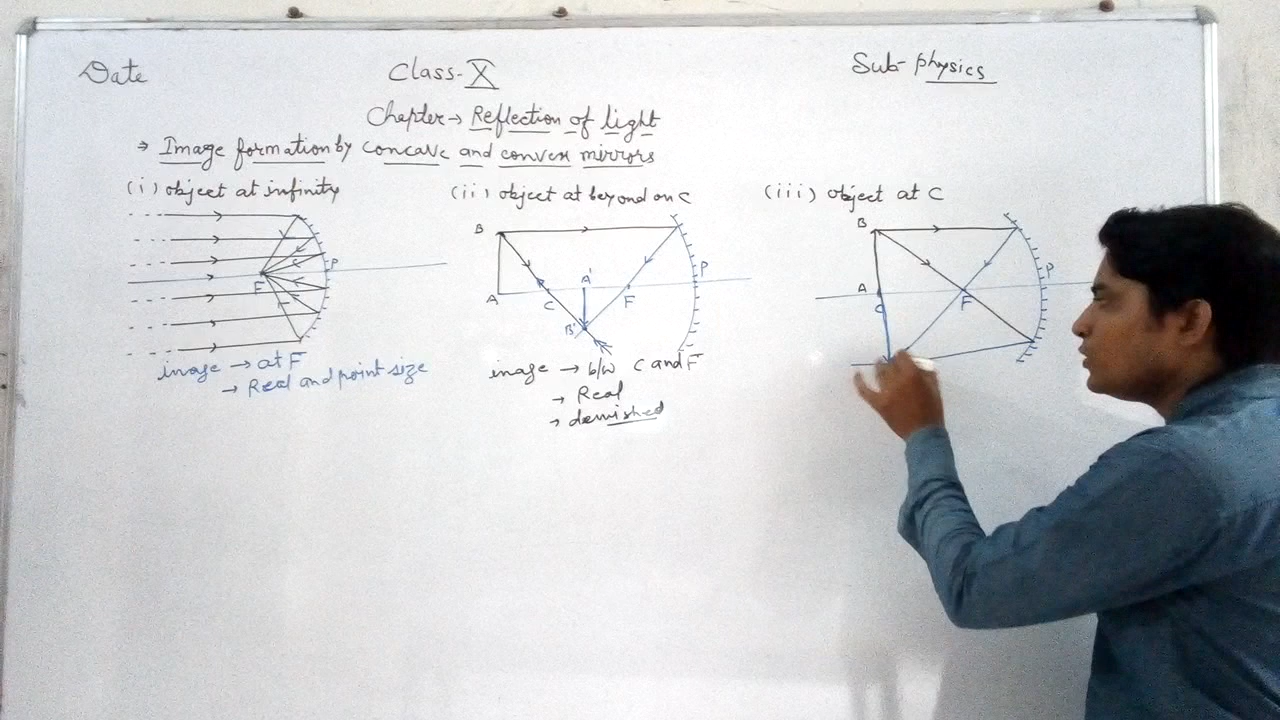 Date
Class-X
Sub-physics
Chapter→ Reflection of light
→ Image formation by concave and convex mirrors
(i) object at infinity
F
P
image → at F
→ Real and point size
(ii) object at beyond on C
B
A
C
A'
B'
F
P
image → b/w C and F
→ Real
→ demished
(iii) object at C
B
A
C
F
P